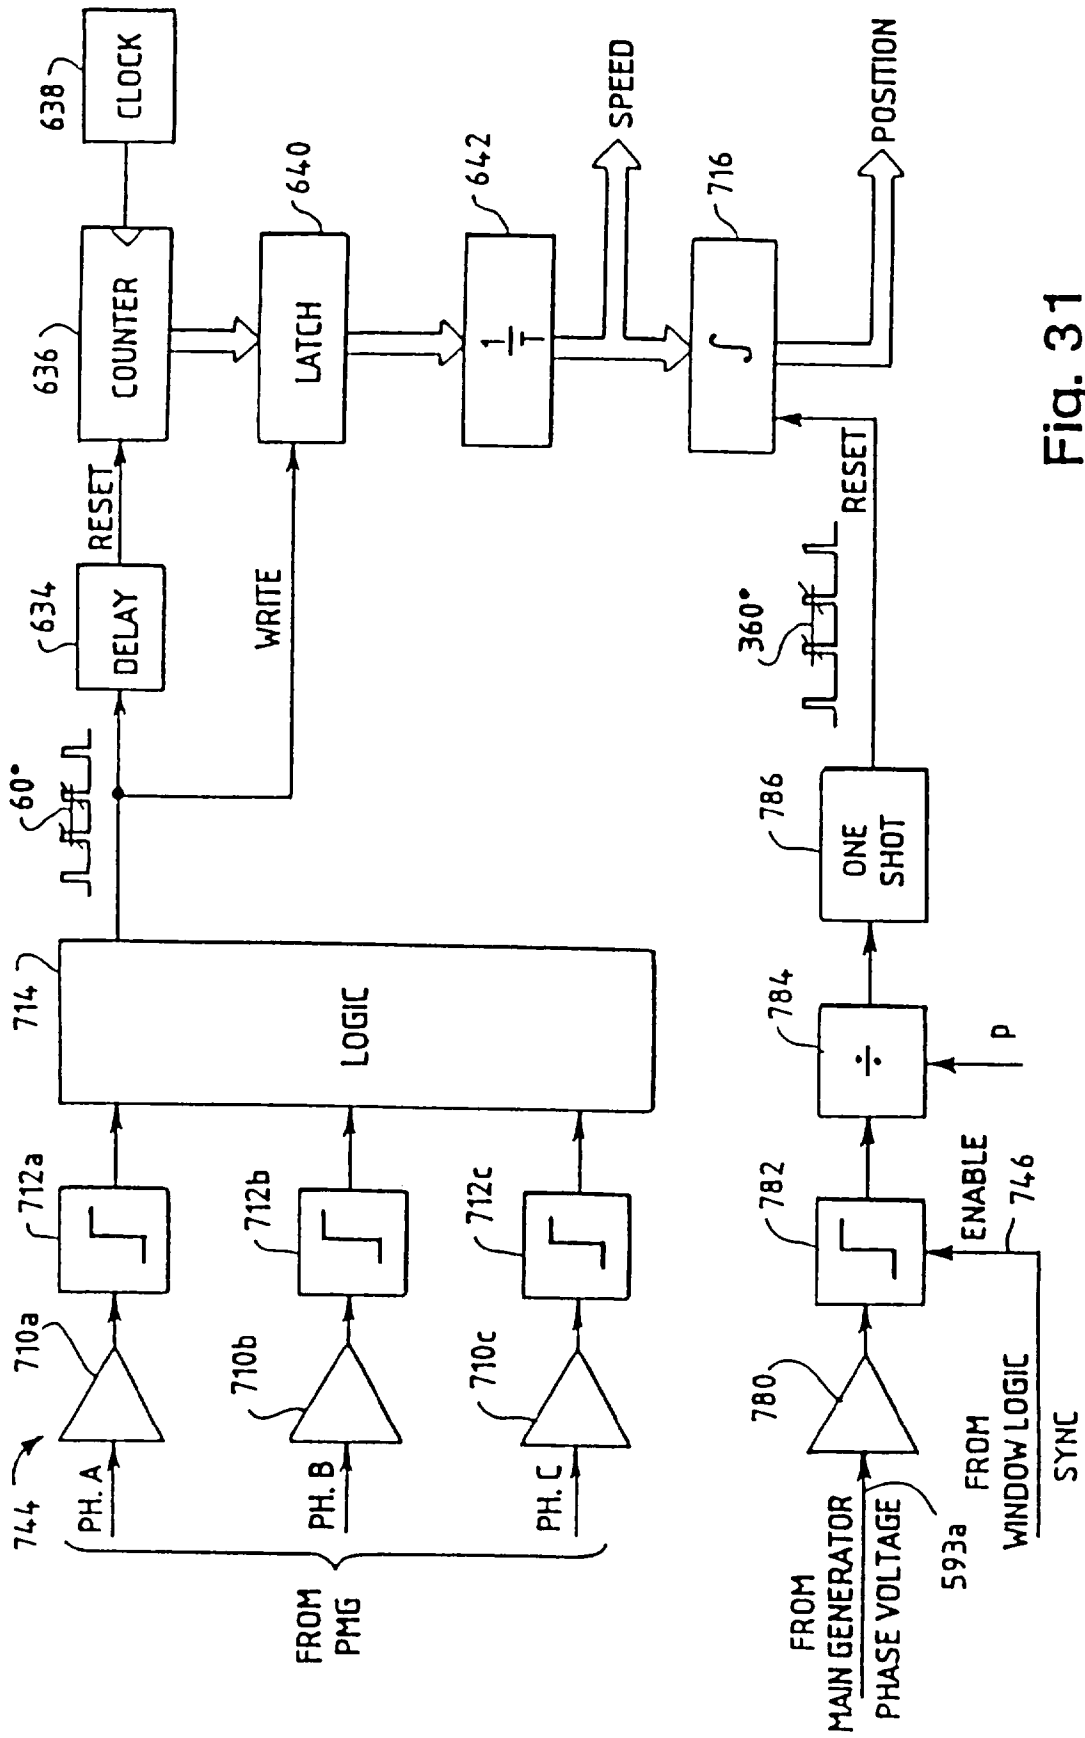 744
FROM
PMG
PH. A
PH. B
PH. C
710a
710b
710c
712a
712b
712c
714
LOGIC
60°
634
DELAY
RESET
WRITE
636
COUNTER
638
CLOCK
640
LATCH
642
1
T
SPEED
716
∫
POSITION
FROM
MAIN GENERATOR
PHASE VOLTAGE
593a
780
782
FROM
WINDOW LOGIC
SYNC
ENABLE
746
784
÷
P
786
ONE
SHOT
360°
RESET
Fig. 31